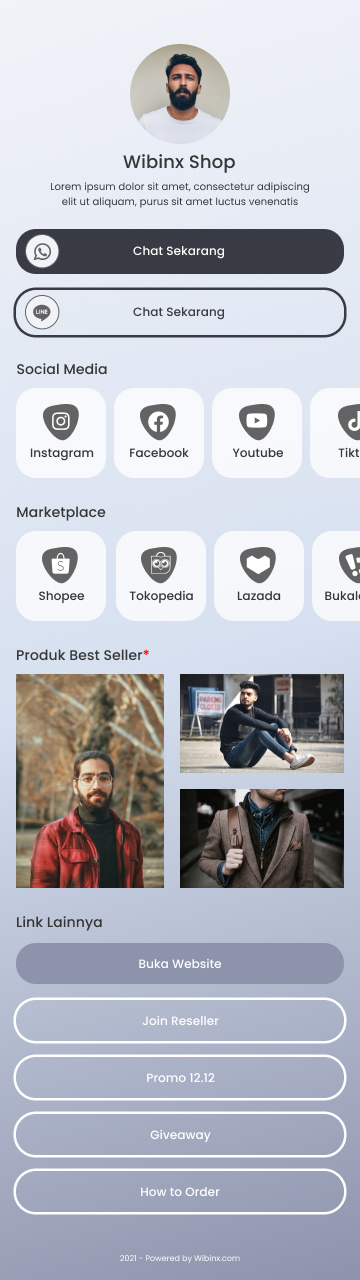 Wibinx Shop
Lorem ipsum dolor sit amet, consectetur adipiscing
elit ut aliquam, purus sit amet luctus venenatis
Chat Sekarang
LINE
Chat Sekarang
Social Media
Instagram Facebook Youtube Tikt
Marketplace
Shopee Tokopedia Lazada Bukal
Produk Best Seller*
PARKING
CLOSED
Link Lainnya
Buka Website
Join Reseller
Promo 12.12
Giveaway
How to Order
2021 - Powered by Wibinx.com